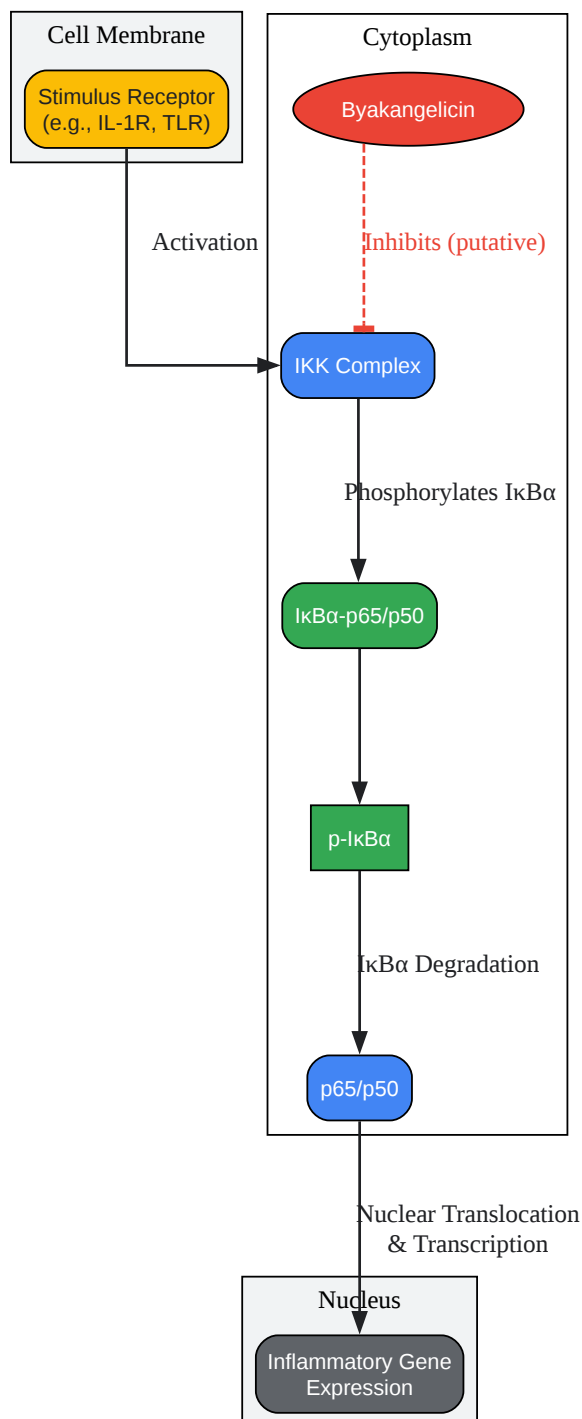 Cell Membrane
Stimulus Receptor
(e.g., IL-1R, TLR)
Cytoplasm
Byakangelicin
Activation
Inhibits (putative)
IKK Complex
Phosphorylates IκBα
IκBα-p65/p50
p-IκBα
IκBα Degradation
p65/p50
Nuclear Translocation
& Transcription
Nucleus
Inflammatory Gene
Expression